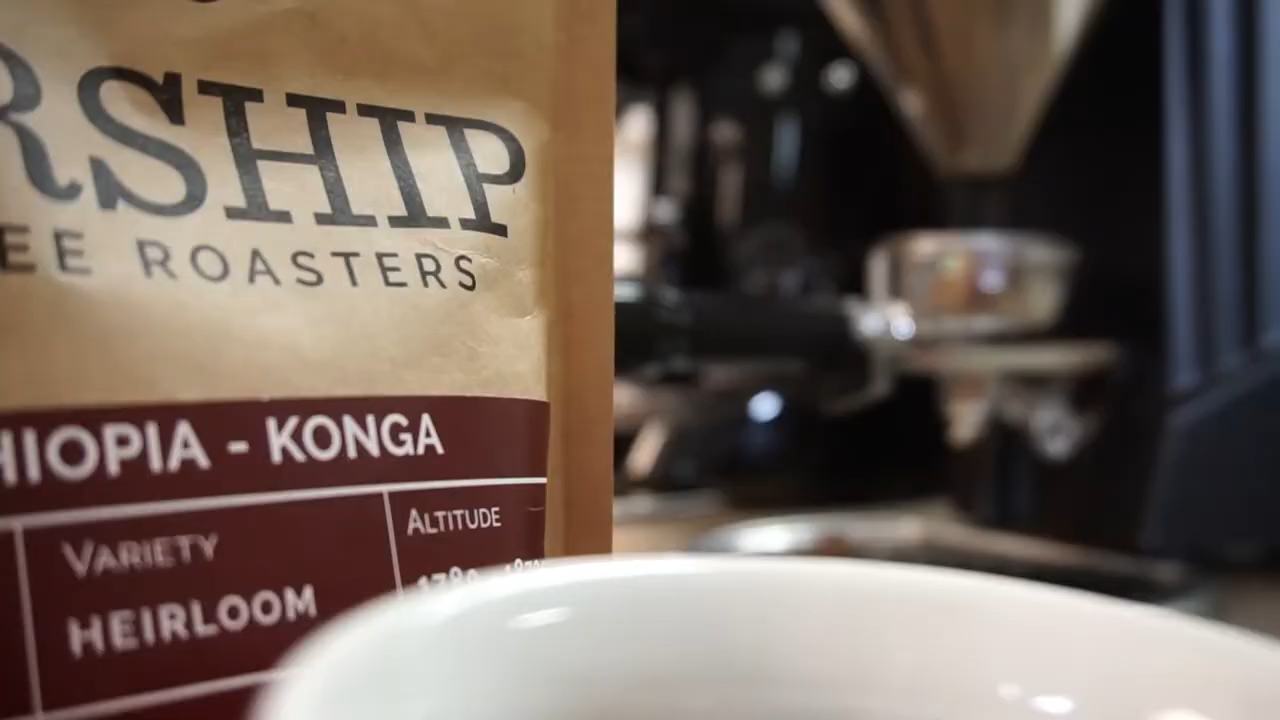 RSHIP
EE ROASTERS
HIOPIA - KONGA
VARIETY
ALTITUDE
HEIRLOOM